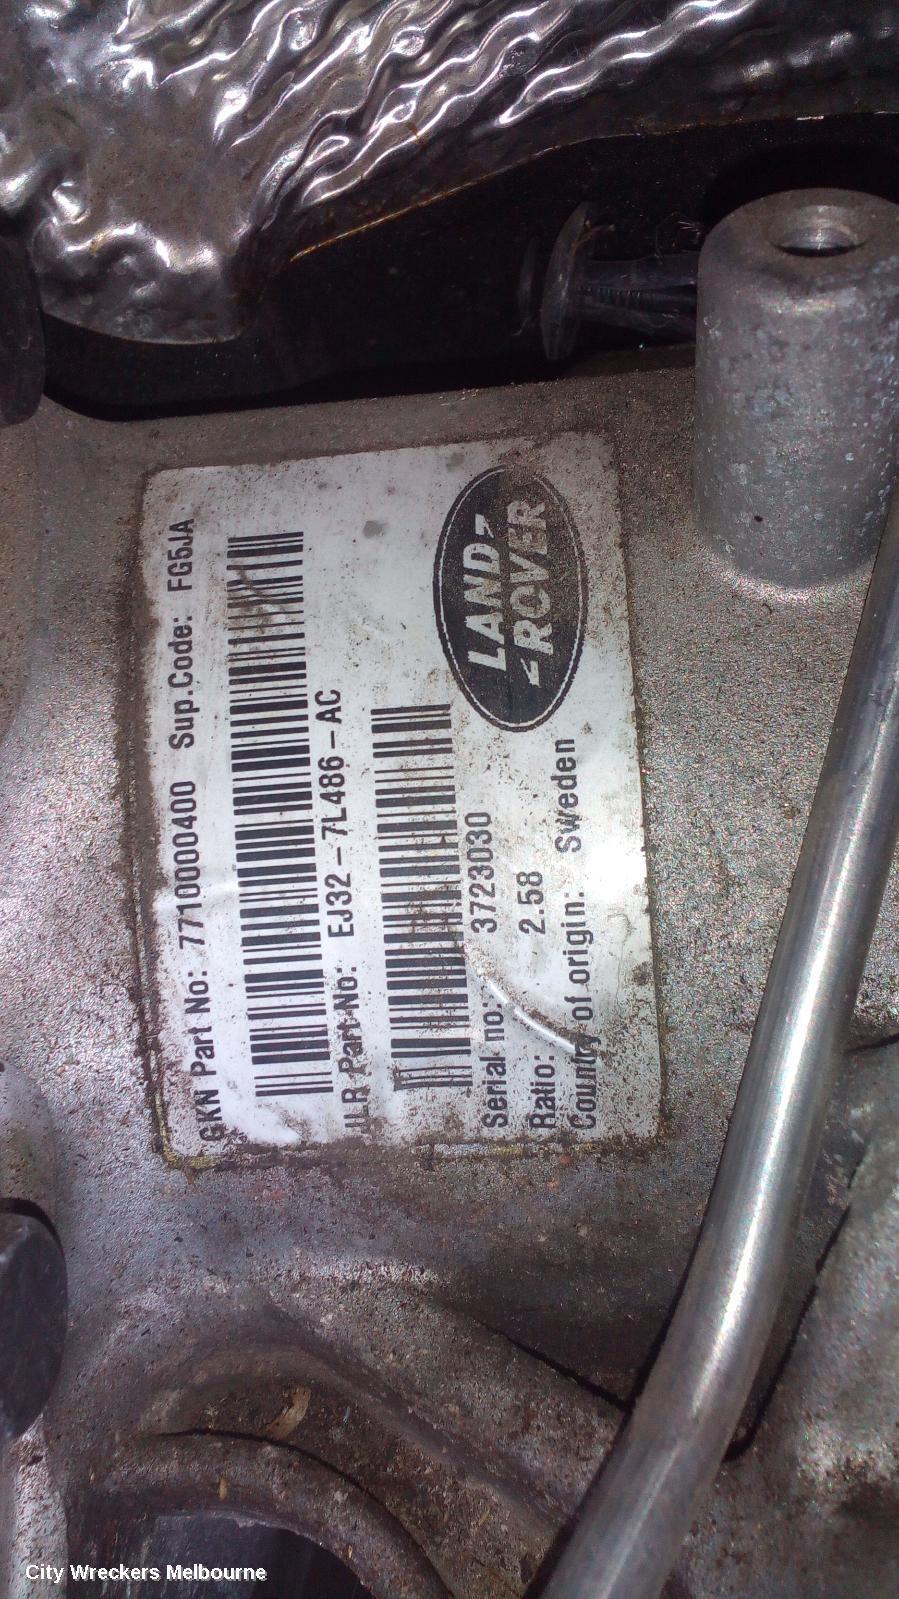 GKN Part No: 771000400 Sup.Code: FG5JA
JLR Part No: EJ32-7L486-AC
Serial no: 3723030
Ratio: 2.58
Country of origin: Sweden
LAND
ROVER
City Wreckers Melbourne